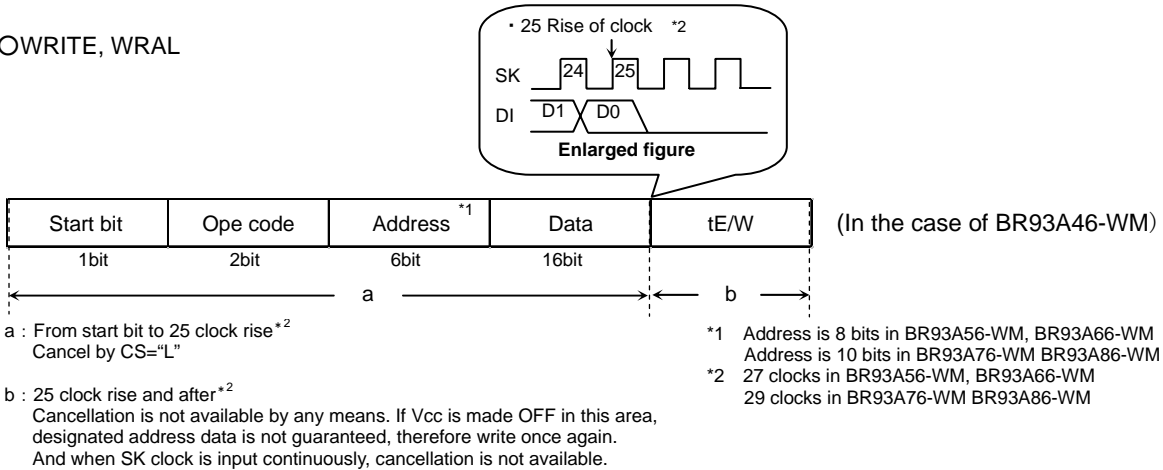 ○WRITE, WRAL
・25 Rise of clock *2
SK 24 25
DI D1 D0
Enlarged figure
Start bit Ope code Address *1 Data tE/W (In the case of BR93A46-WM)
1bit 2bit 6bit 16bit
a b
a : From start bit to 25 clock rise*2
Cancel by CS="L"
b : 25 clock rise and after*2
Cancellation is not available by any means. If Vcc is made OFF in this area,
designated address data is not guaranteed, therefore write once again.
And when SK clock is input continuously, cancellation is not available.
*1 Address is 8 bits in BR93A56-WM, BR93A66-WM
Address is 10 bits in BR93A76-WM BR93A86-WM
*2 27 clocks in BR93A56-WM, BR93A66-WM
29 clocks in BR93A76-WM BR93A86-WM